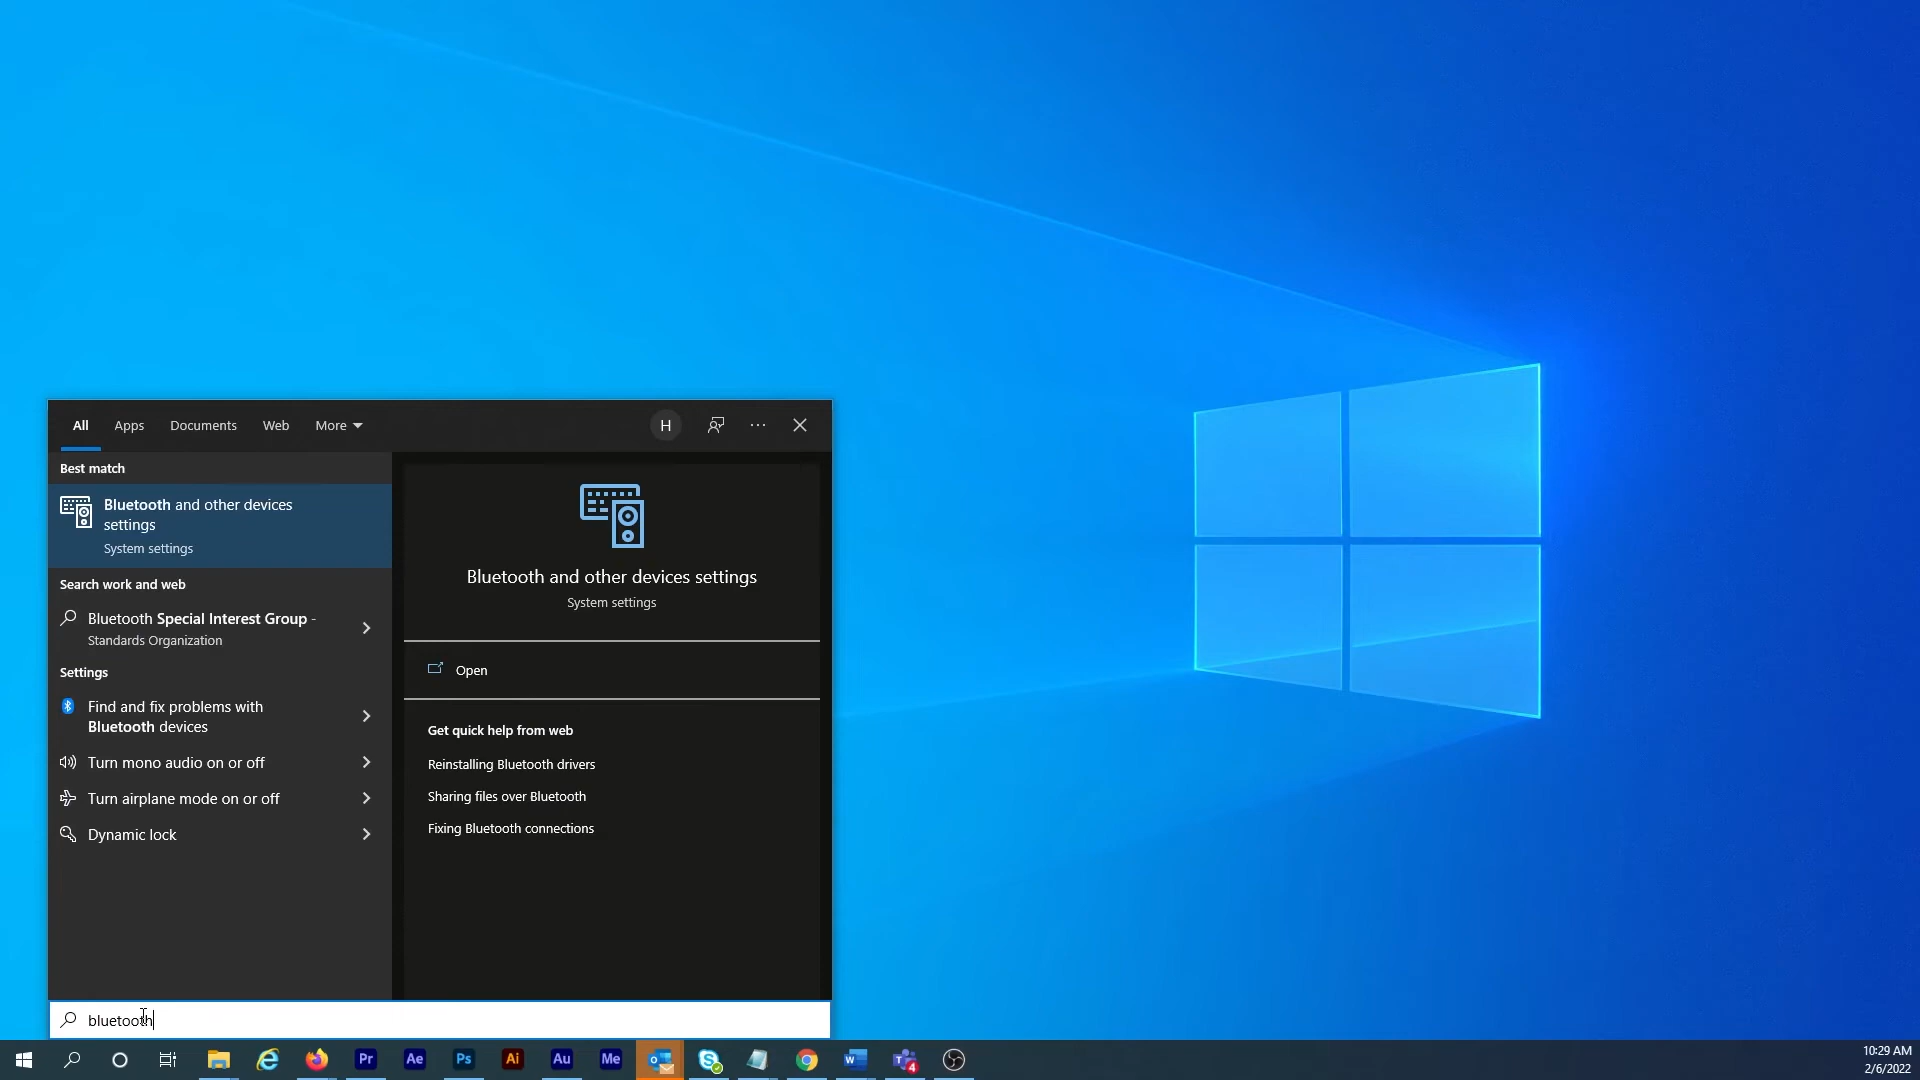 All Apps Documents Web More H
Best match
Bluetooth and other devices
settings
System settings
Search work and web
Bluetooth Special Interest Group -
Standards Organization
Settings
Find and fix problems with
Bluetooth devices
Turn mono audio on or off
Turn airplane mode on or off
Dynamic lock
Bluetooth and other devices settings
System settings
Open
Get quick help from web
Reinstalling Bluetooth drivers
Sharing files over Bluetooth
Fixing Bluetooth connections
bluetooth
Pr Ae Ps Ai Au Me O S W T 4
10:29 AM
2/6/2022